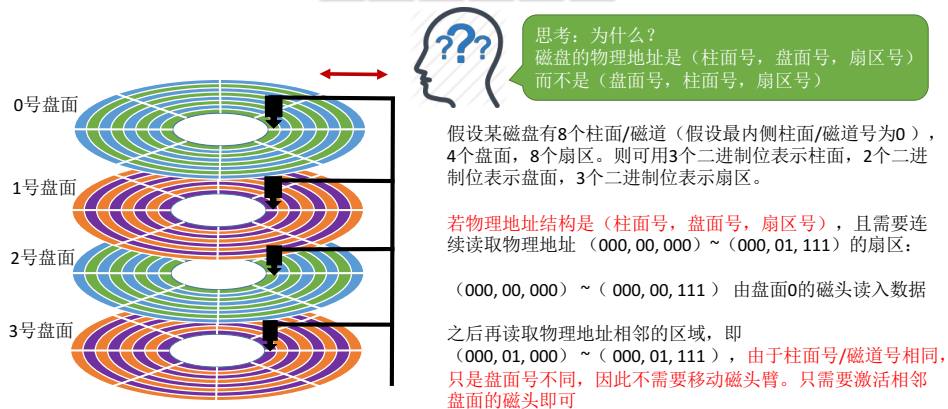 思考：为什么？
磁盘的物理地址是（柱面号，盘面号，扇区号）
而不是（盘面号，柱面号，扇区号）
???
0号盘面
1号盘面
2号盘面
3号盘面
假设某磁盘有8个柱面/磁道（假设最内侧柱面/磁道号为0），
4个盘面，8个扇区。则可用3个二进制位表示柱面，2个二进
制位表示盘面，3个二进制位表示扇区。
若物理地址结构是（柱面号，盘面号，扇区号），且需要连
续读取物理地址（000, 00, 000）~（000, 01, 111）的扇区：
（000, 00, 000）~（000, 00, 111）由盘面0的磁头读入数据
之后再读取物理地址相邻的区域，即
（000, 01, 000）~（000, 01, 111），由于柱面号/磁道号相同，
只是盘面号不同，因此不需要移动磁头臂。只需要激活相邻
盘面的磁头即可